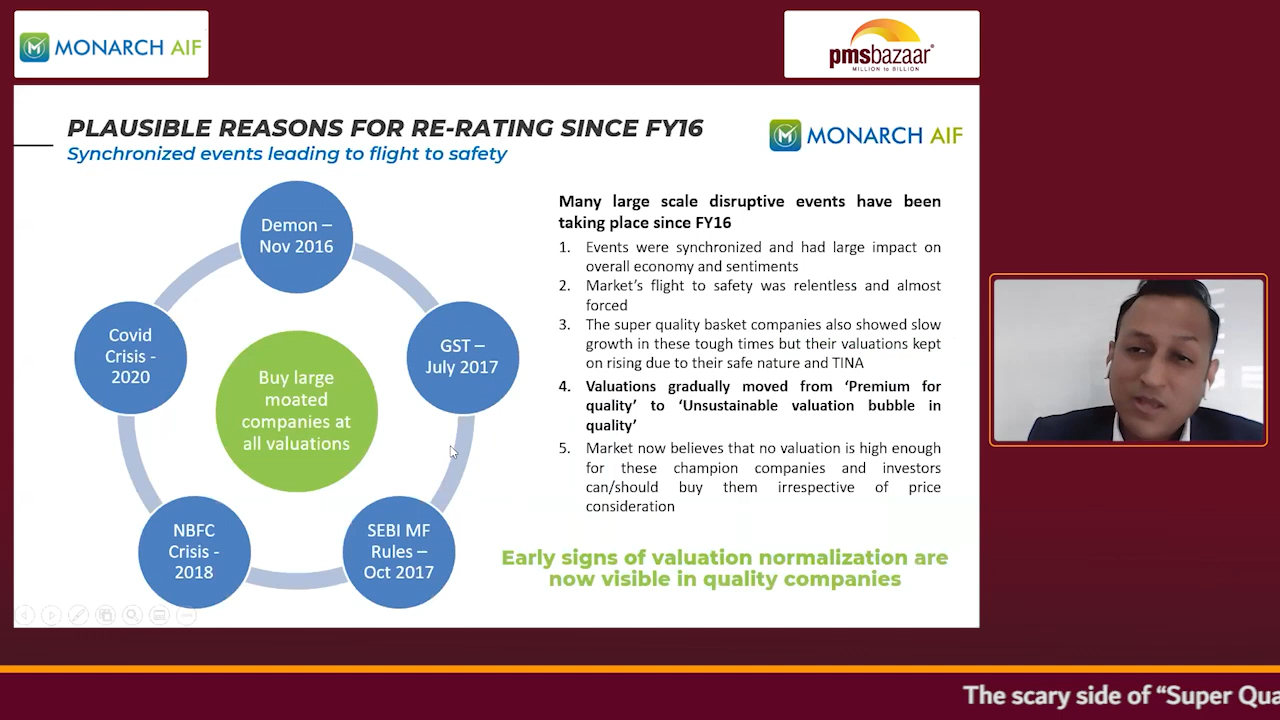 MONARCH AIF
pmsbazaar
MILLION to BILLION
PLAUSIBLE REASONS FOR RE-RATING SINCE FY16
Synchronized events leading to flight to safety
MONARCH AIF
Demon –
Nov 2016
GST –
July 2017
SEBI MF
Rules –
Oct 2017
NBFC
Crisis -
2018
Covid
Crisis -
2020
Buy large
moated
companies at
all valuations
Many large scale disruptive events have been
taking place since FY16
1. Events were synchronized and had large impact on
overall economy and sentiments
2. Market's flight to safety was relentless and almost
forced
3. The super quality basket companies also showed slow
growth in these tough times but their valuations kept
on rising due to their safe nature and TINA
4. Valuations gradually moved from ‘Premium for
quality’ to ‘Unsustainable valuation bubble in
quality’
5. Market now believes that no valuation is high enough
for these champion companies and investors
can/should buy them irrespective of price
consideration
Early signs of valuation normalization are
now visible in quality companies
The scary side of “Super Qua